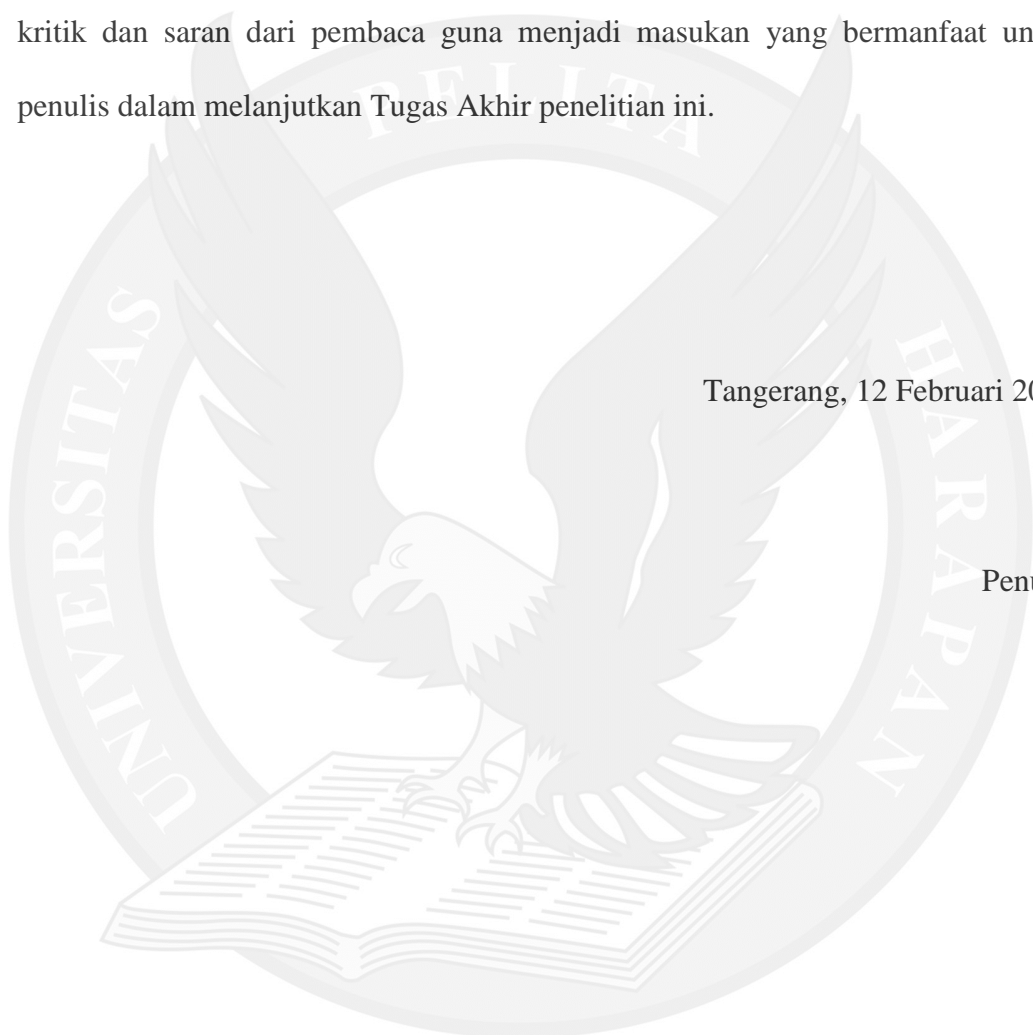 kritik dan saran dari pembaca guna menjadi masukan yang bermanfaat un
penulis dalam melanjutkan Tugas Akhir penelitian ini.
UNIVERSITAS PELITA HARAPAN
Tangerang, 12 Februari 20
Penu